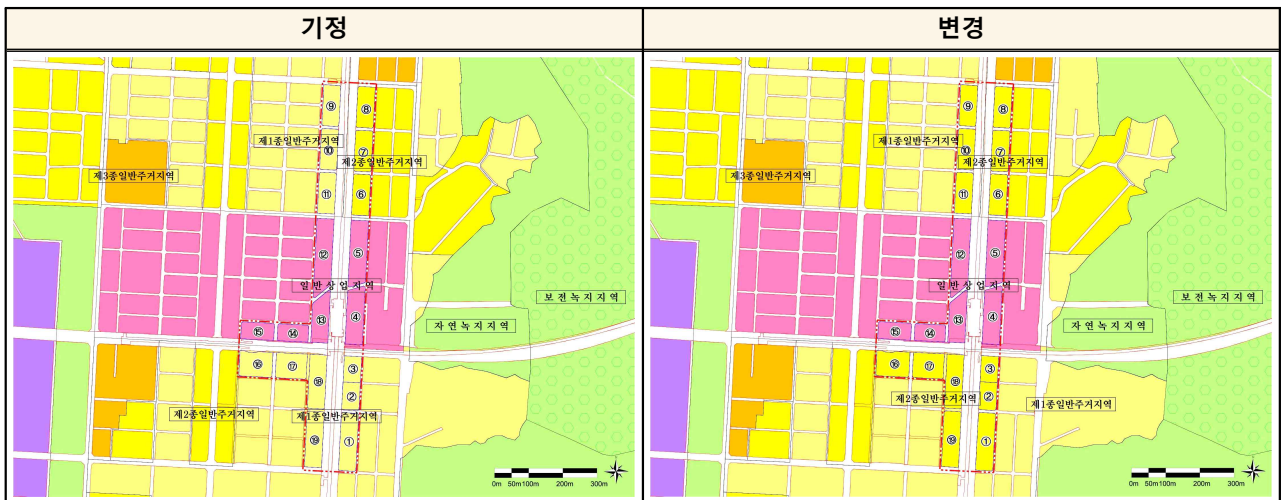 기정
변경
⑨
⑧
제1종일반주거지역
⑩
⑦
제2종일반주거지역
제3종일반주거지역
⑪
⑥
⑫
⑤
일반상업지역
보전녹지지역
⑬
④
자연녹지지역
⑮
⑭
⑯
⑰
③
⑱
②
제2종일반주거지역
제1종일반주거지역
⑲
①
0m 50m100m 200m 300m
⑨
⑧
제1종일반주거지역
⑩
⑦
제2종일반주거지역
제3종일반주거지역
⑪
⑥
⑫
⑤
일반상업지역
보전녹지지역
⑬
④
자연녹지지역
⑮
⑭
⑯
⑰
③
⑱
②
제2종일반주거지역
제1종일반주거지역
⑲
①
0m 50m100m 200m 300m